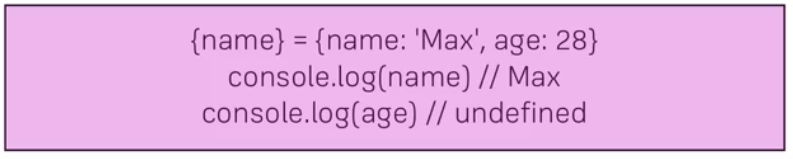 {name} = {name: 'Max', age: 28}
console.log(name) // Max
console.log(age) // undefined